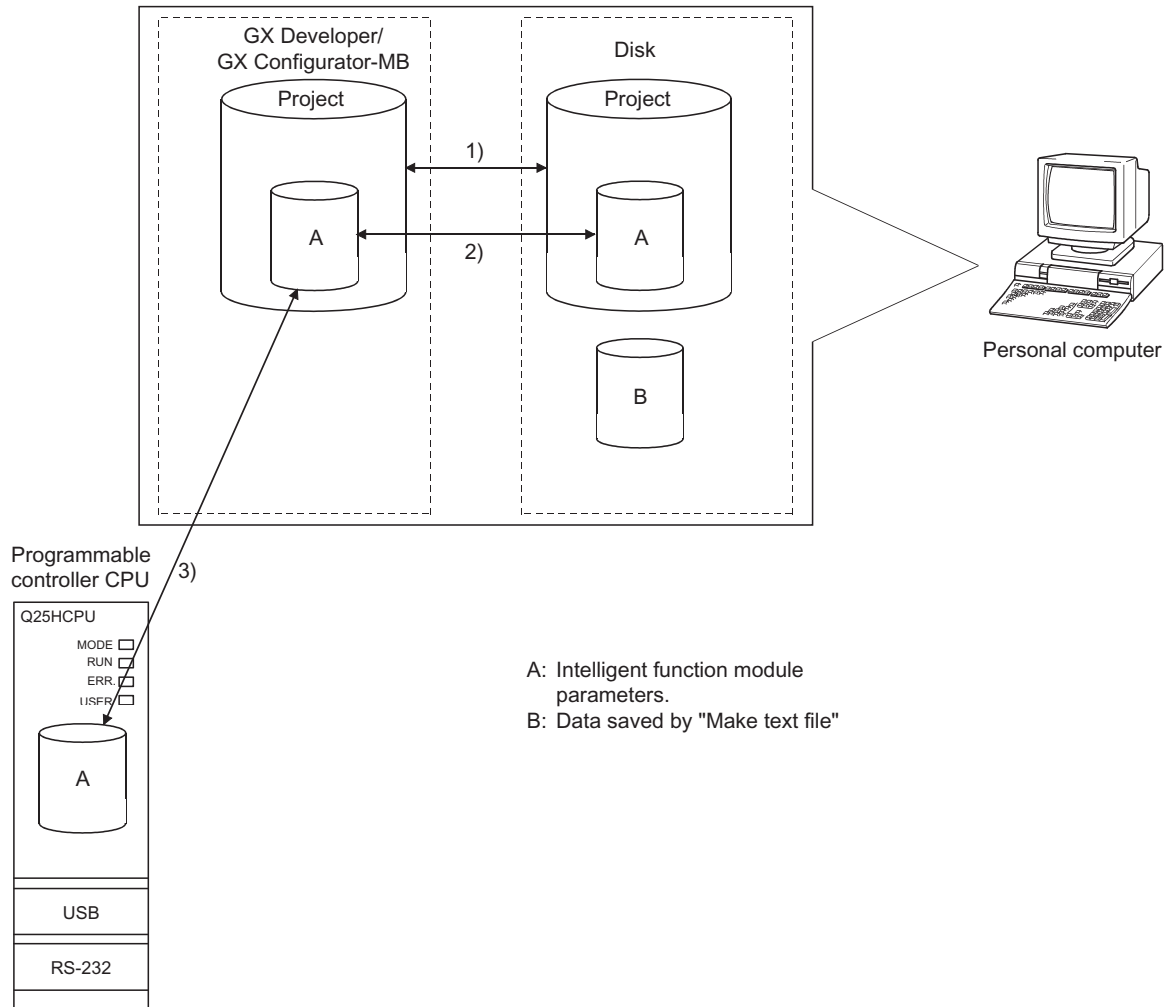 GX Developer/
GX Configurator-MB
Disk
Project
Project
1)
A
A
2)
B
Personal computer
Programmable
controller CPU
3)
Q25HCPU
MODE
RUN
ERR.
USER
A
USB
RS-232
A: Intelligent function module
parameters.
B: Data saved by "Make text file"